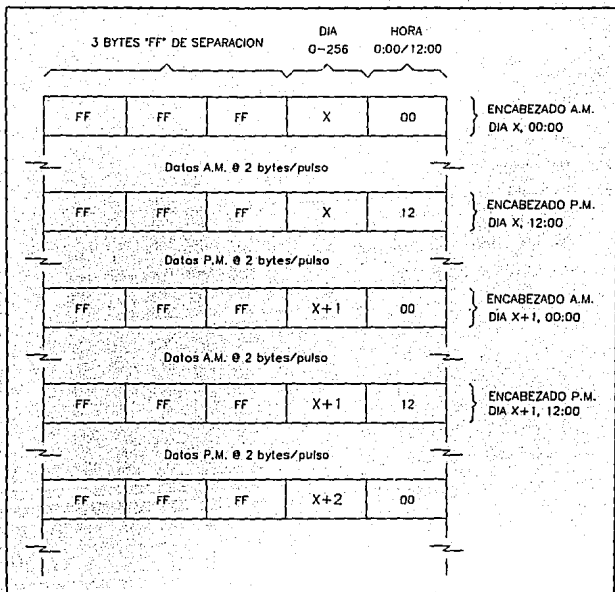 3 BYTES "FF" DE SEPARACION
DIA
0-256
HORA
0:00/12:00
FF FF FF X 00
ENCABEZADO A.M.
DIA X, 00:00
Datos A.M. @ 2 bytes/pulso
FF FF FF X 12
ENCABEZADO P.M.
DIA X, 12:00
Datos P.M. @ 2 bytes/pulso
FF FF FF X+1 00
ENCABEZADO A.M.
DIA X+1, 00:00
Datos A.M. @ 2 bytes/pulso
FF FF FF X+1 12
ENCABEZADO P.M.
DIA X+1, 12:00
Datos P.M. @ 2 bytes/pulso
FF FF FF X+2 00